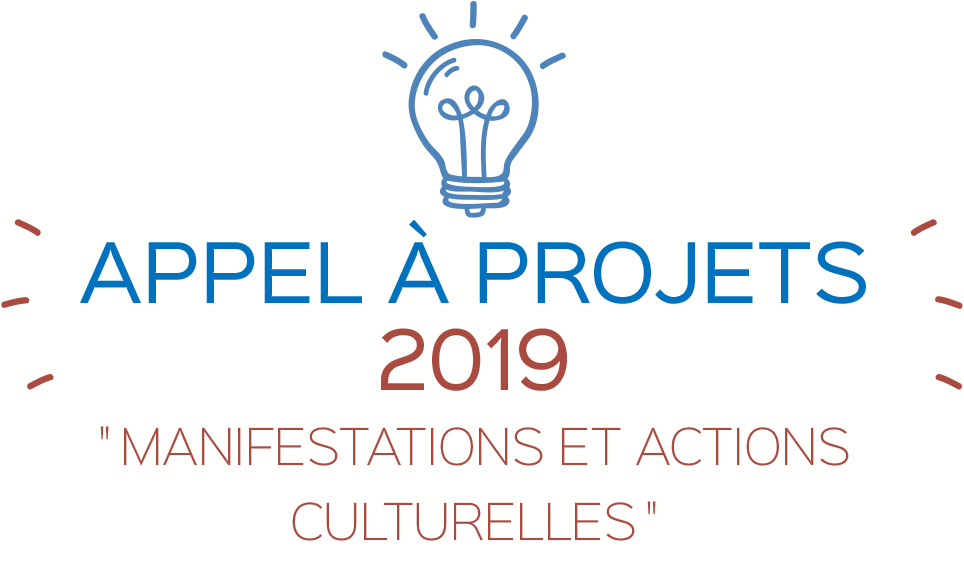 APPEL À PROJETS
2019
" MANIFESTATIONS ET ACTIONS
CULTURELLES "